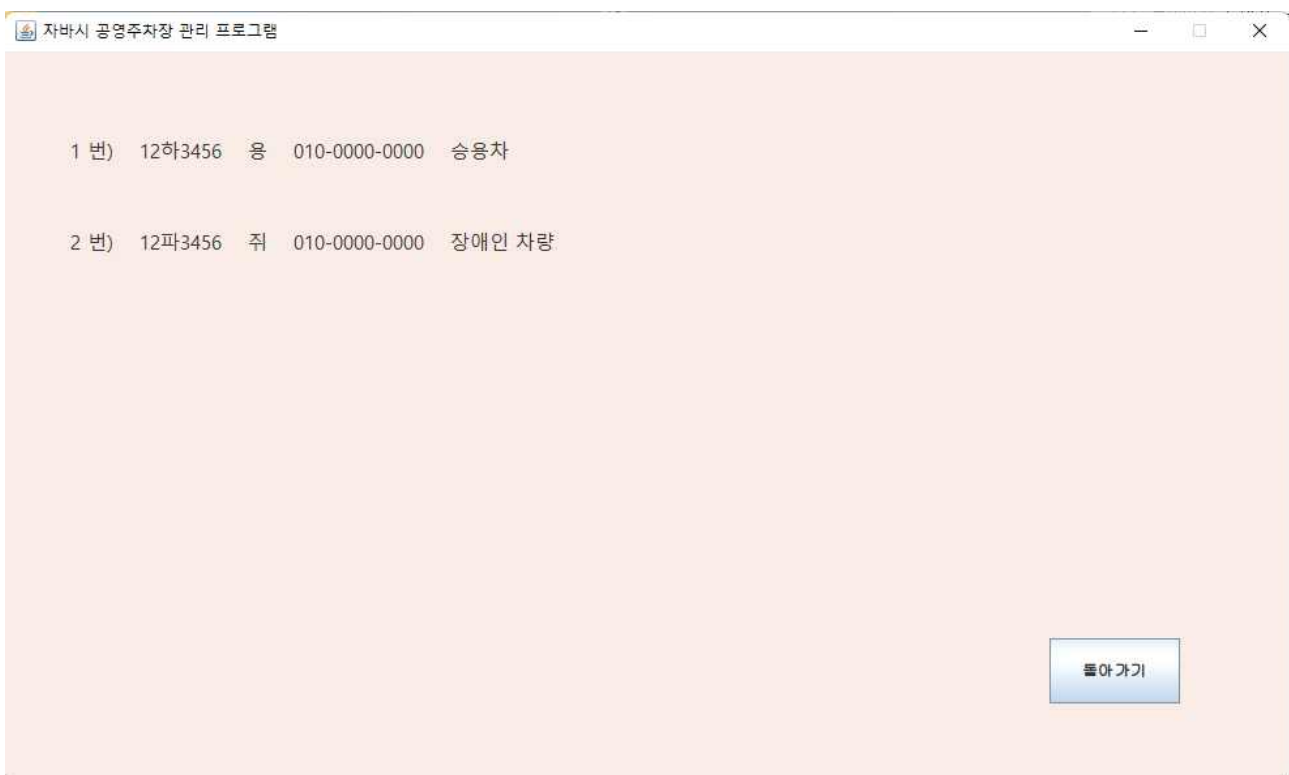 자바시 공영주차장 관리 프로그램
1 번) 12하3456 용 010-0000-0000 승용차
2 번) 12파3456 쥐 010-0000-0000 장애인 차량
돌아가기